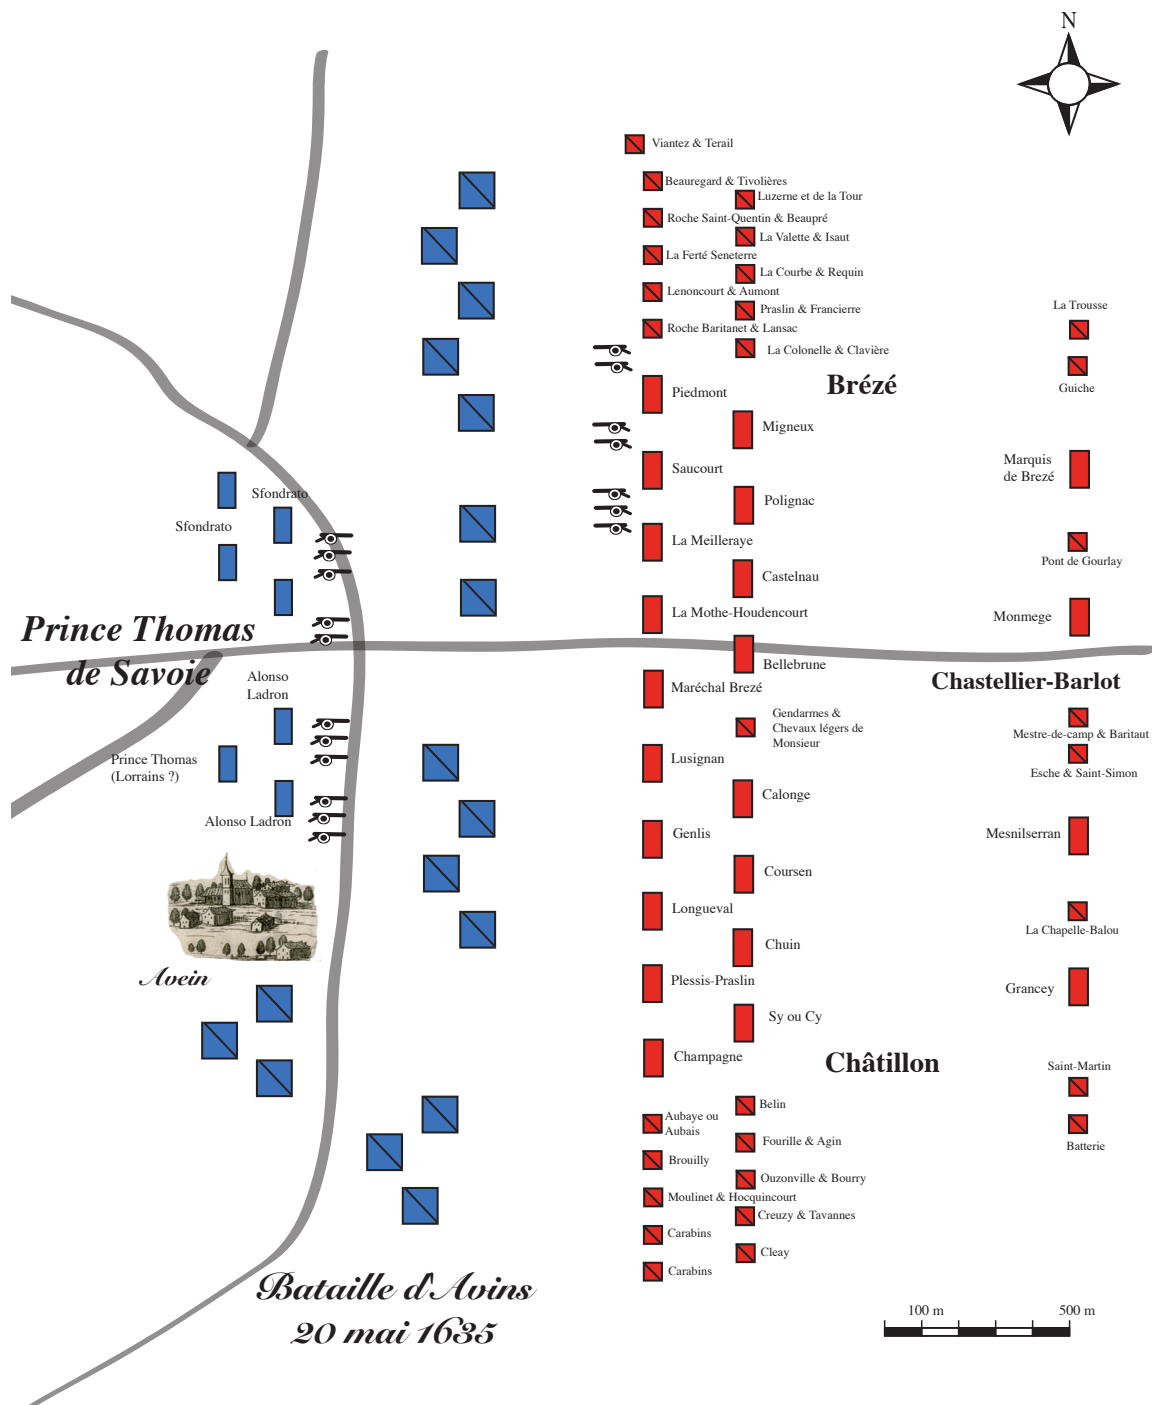 N
Viantez & Terail
Beauregard & Tivolières
Luzerne et de la Tour
Roche Saint-Quentin & Beaupré
La Valette & Isaut
La Ferté Seneterre
La Courbe & Requin
Lenoncourt & Aumont
Praslin & Francierre
Roche Baritanet & Lansac
La Colonelle & Clavière
La Trousse
Guiche
Brézé
Piedmont
Migneux
Saucourt
Marquis
de Brezé
Polignac
La Meilleraye
Pont de Gourlay
Castelnau
La Mothe-Houdencourt
Monmege
Bellebrune
Maréchal Brezé
Chastellier-Barlot
Gendarmes &
Chevaux légers de
Monsieur
Mestre-de-camp & Baritaut
Lusignan
Esche & Saint-Simon
Calonge
Genlis
Mesnilserran
Coursen
Longueval
La Chapelle-Balou
Chuin
Plessis-Praslin
Grancey
Sy ou Cy
Champagne
Châtillon
Saint-Martin
Belin
Aubaye ou
Aubais
Fourille & Agin
Batterie
Brouilly
Ouzonville & Bourry
Moulinet & Hocquincourt
Creuzy & Tavannes
Carabins
Cleay
Carabins
Sfondrato
Sfondrato
Prince Thomas
de Savoie
Alonso
Ladron
Prince Thomas
(Lorrains ?)
Alonso Ladron
Avein
Bataille d'Avins
20 mai 1635
100 m
500 m